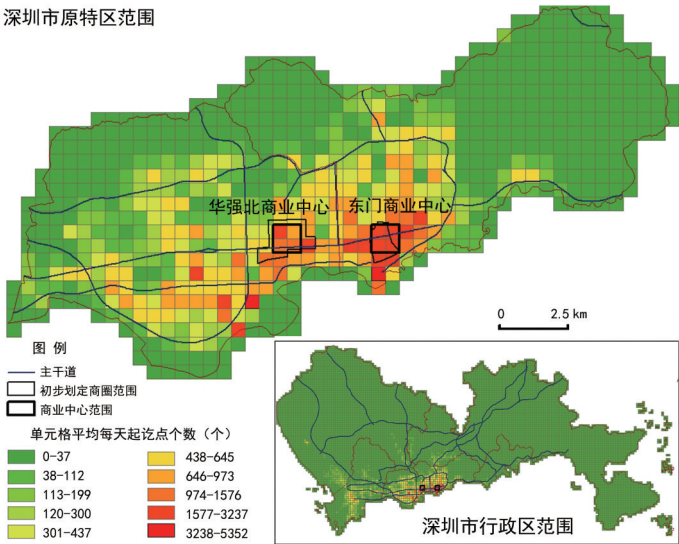 深圳市原特区范围
华强北商业中心
东门商业中心
0 2.5 km
图 例
主干道
初步划定商圈范围
商业中心范围
单元格平均每天起讫点个数（个）
0-37
38-112
113-199
120-300
301-437
438-645
646-973
974-1576
1577-3237
3238-5352
深圳市行政区范围